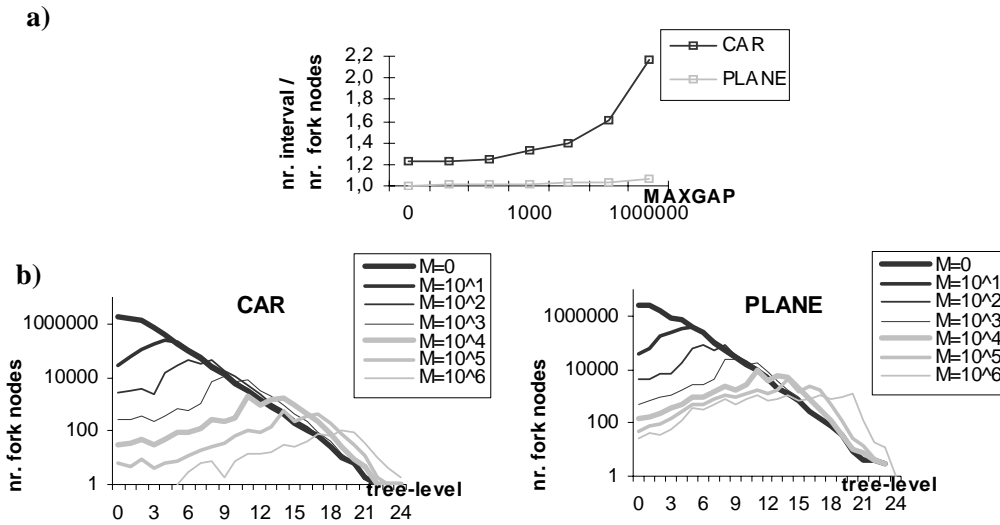 a)
nr. interval /
nr. fork nodes
2,2
2,0
1,8
1,6
1,4
1,2
1,0
0
1000
1000000
MAXGAP
CAR
PLANE
b)
CAR
nr. fork nodes
1000000
10000
100
1
0 3 6 9 12 15 18 21 24
tree-level
M=0
M=10^1
M=10^2
M=10^3
M=10^4
M=10^5
M=10^6
PLANE
nr. fork nodes
1000000
10000
100
1
0 3 6 9 12 15 18 21 24
tree-level
M=0
M=10^1
M=10^2
M=10^3
M=10^4
M=10^5
M=10^6